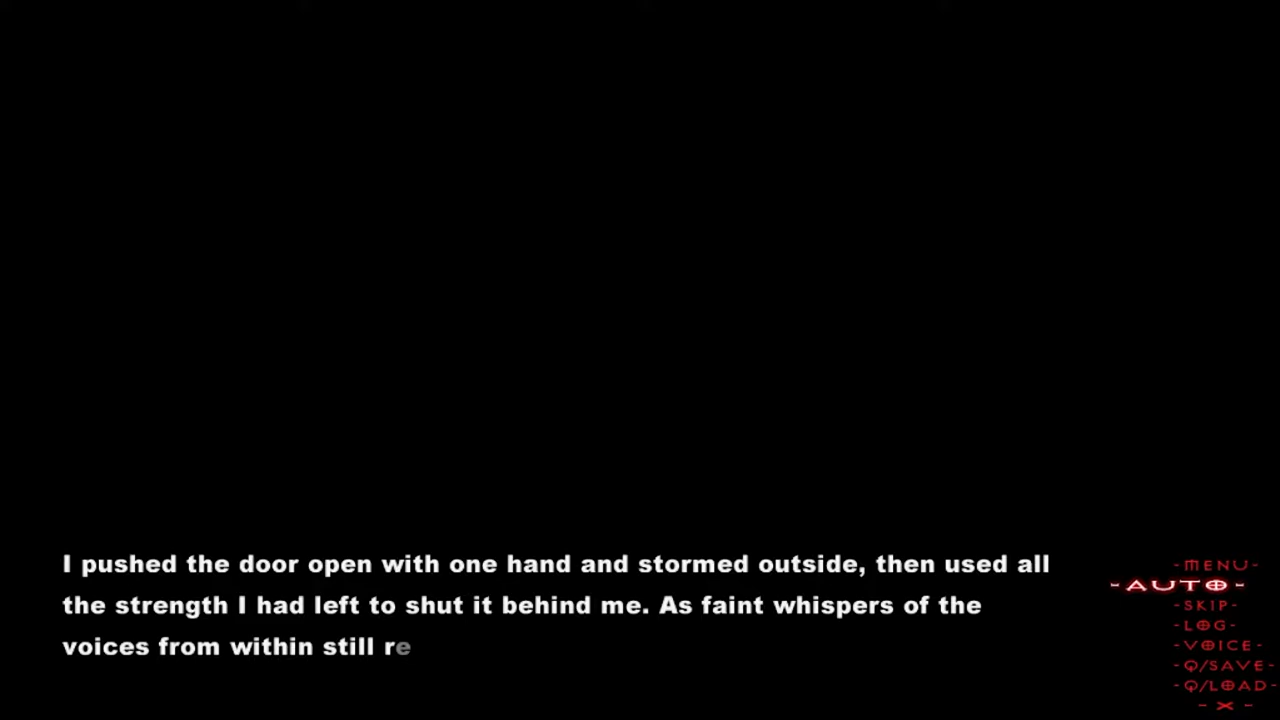 I pushed the door open with one hand and stormed outside, then used all
the strength I had left to shut it behind me. As faint whispers of the
voices from within still re
-MENU-
-AUTO-
-SKIP-
-LOG-
-VOICE-
-Q/SAVE-
-Q/LOAD-
-X-